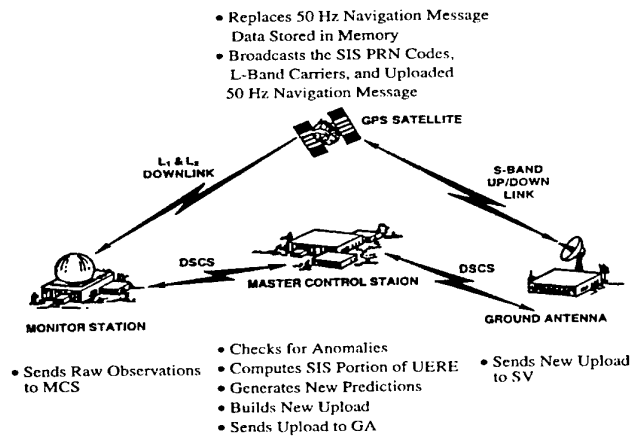 • Replaces 50 Hz Navigation Message
Data Stored in Memory
• Broadcasts the SIS PRN Codes,
L-Band Carriers, and Uploaded
50 Hz Navigation Message
GPS SATELLITE
L₁ & L₂
DOWNLINK
S-BAND
UP/DOWN
LINK
DSCS
DSCS
MASTER CONTROL STAION
MONITOR STATION
GROUND ANTENNA
• Sends Raw Observations
to MCS
• Checks for Anomalies
• Computes SIS Portion of UERE
• Generates New Predictions
• Builds New Upload
• Sends Upload to GA
• Sends New Upload
to SV